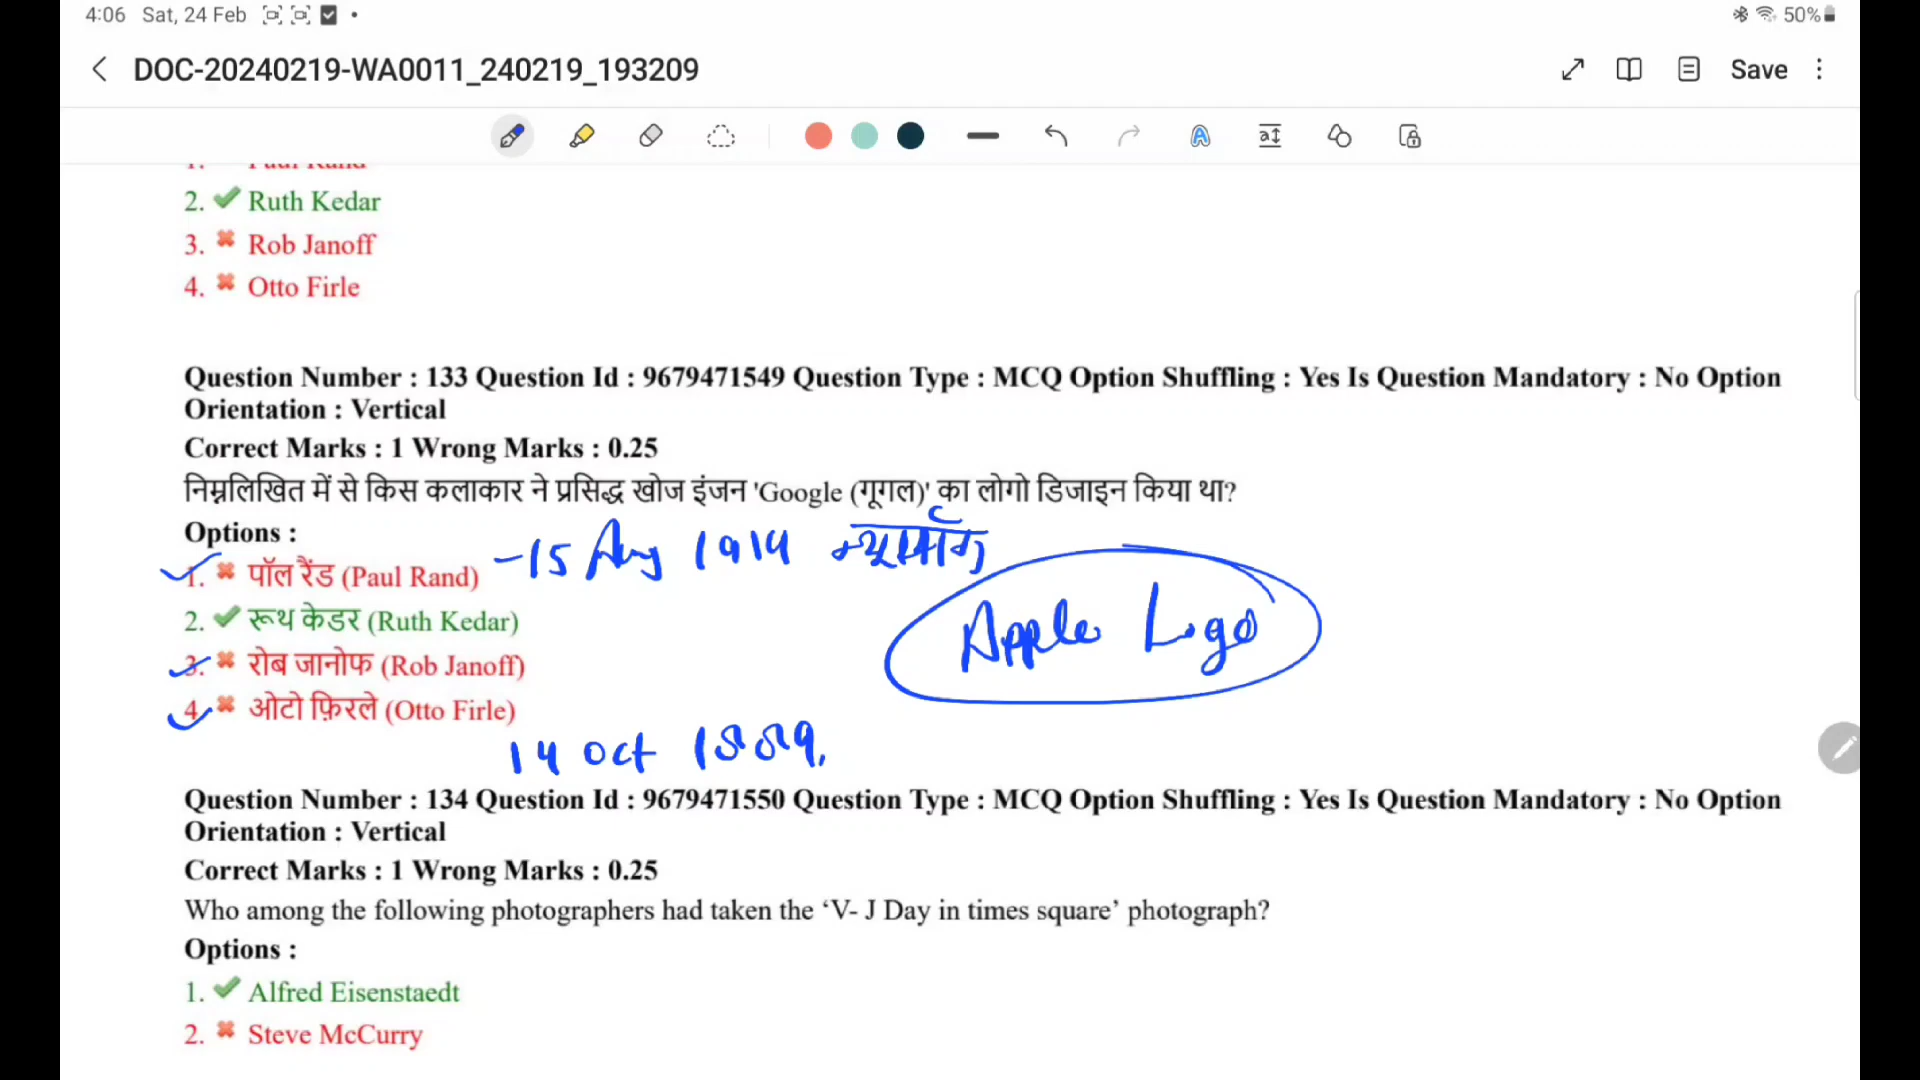 4:06 Sat, 24 Feb 50%
DOC-20240219-WA0011_240219_193209 Save
1. Paul Rand
2. Ruth Kedar
3. Rob Janoff
4. Otto Firle
Question Number : 133 Question Id : 9679471549 Question Type : MCQ Option Shuffling : Yes Is Question Mandatory : No Option
Orientation : Vertical
Correct Marks : 1 Wrong Marks : 0.25
निम्नलिखित में से किस कलाकार ने प्रसिद्ध खोज इंजन 'Google (गूगल)' का लोगो डिजाइन किया था?
Options :
1. पॉल रैंड (Paul Rand) - 15 Aug 1914
2. रूथ केडर (Ruth Kedar)
Apple Logo
3. रोब जानोफ (Rob Janoff)
4. ओटो फ़िरले (Otto Firle)
14 Oct 1889.
Question Number : 134 Question Id : 9679471550 Question Type : MCQ Option Shuffling : Yes Is Question Mandatory : No Option
Orientation : Vertical
Correct Marks : 1 Wrong Marks : 0.25
Who among the following photographers had taken the ‘V- J Day in times square’ photograph?
Options :
1. Alfred Eisenstaedt
2. Steve McCurry